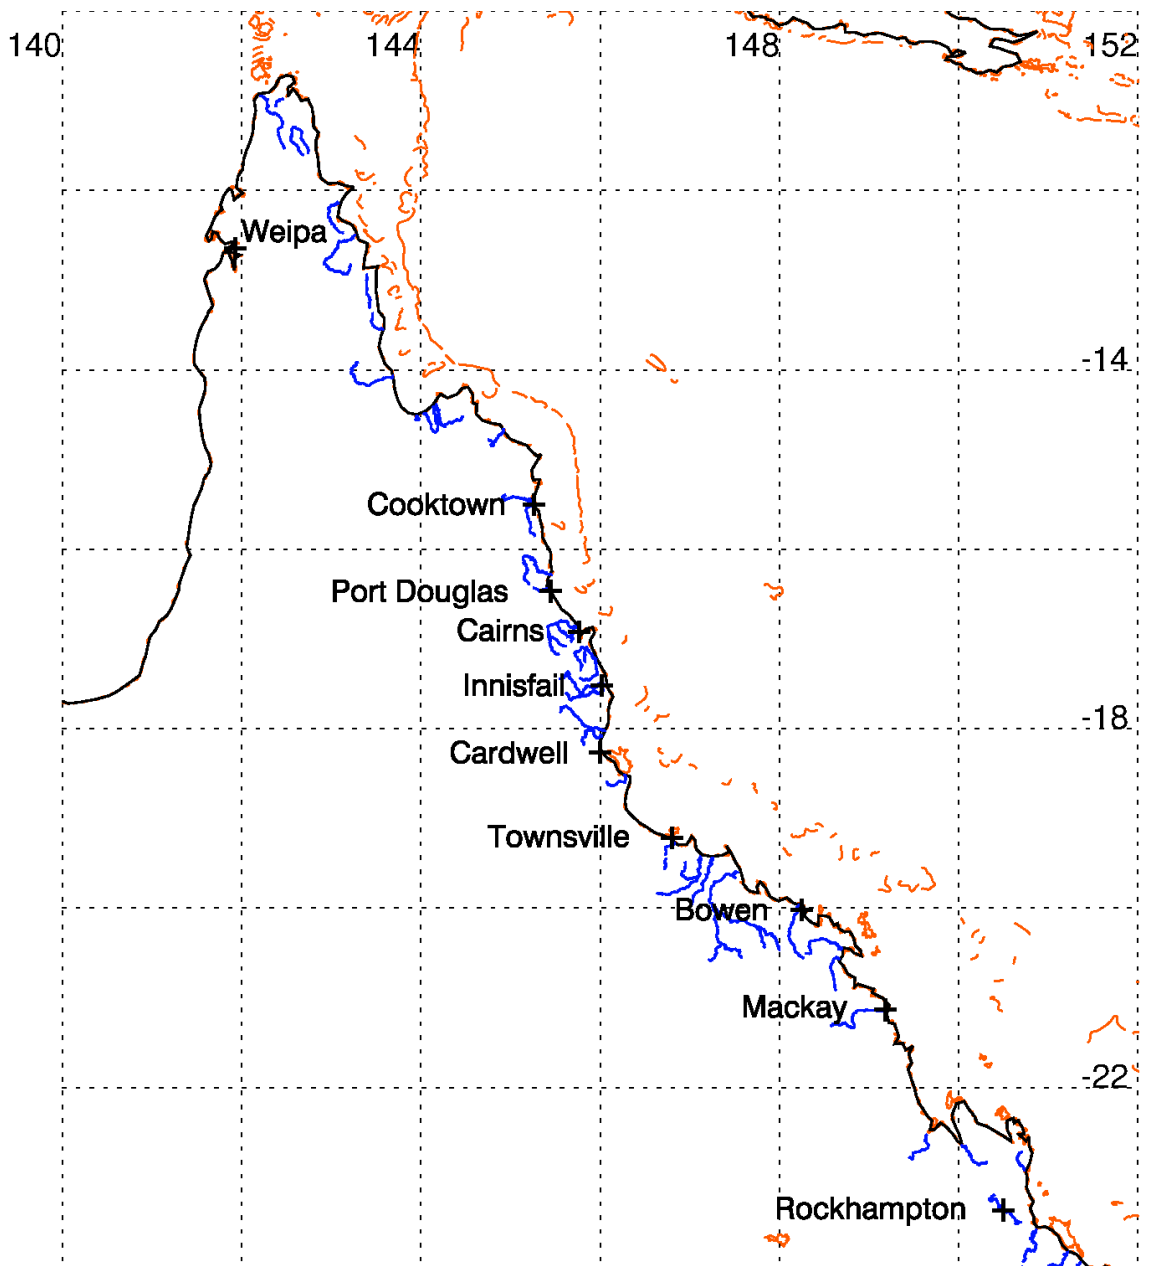 140 144 148 152
Weipa
-14
Cooktown
Port Douglas
Cairns
Innisfail
-18
Cardwell
Townsville
Bowen
Mackay
-22
Rockhampton